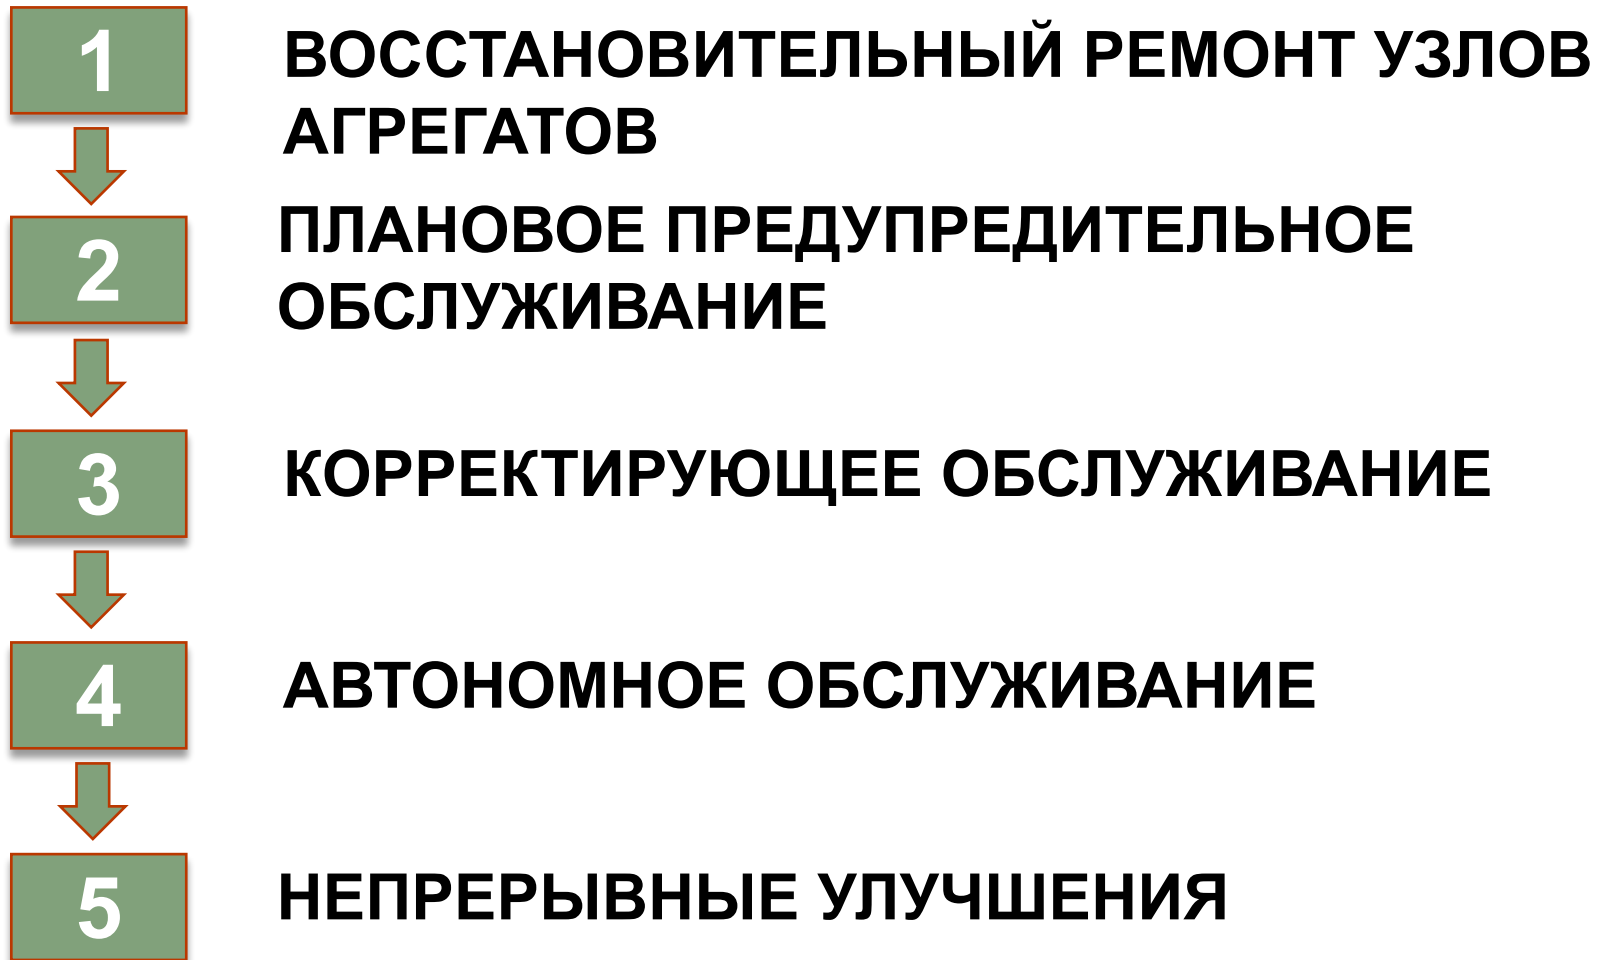 1
ВОССТАНОВИТЕЛЬНЫЙ РЕМОНТ УЗЛОВ
АГРЕГАТОВ
2
ПЛАНОВОЕ ПРЕДУПРЕДИТЕЛЬНОЕ
ОБСЛУЖИВАНИЕ
3
КОРРЕКТИРУЮЩЕЕ ОБСЛУЖИВАНИЕ
4
АВТОНОМНОЕ ОБСЛУЖИВАНИЕ
5
НЕПРЕРЫВНЫЕ УЛУЧШЕНИЯ